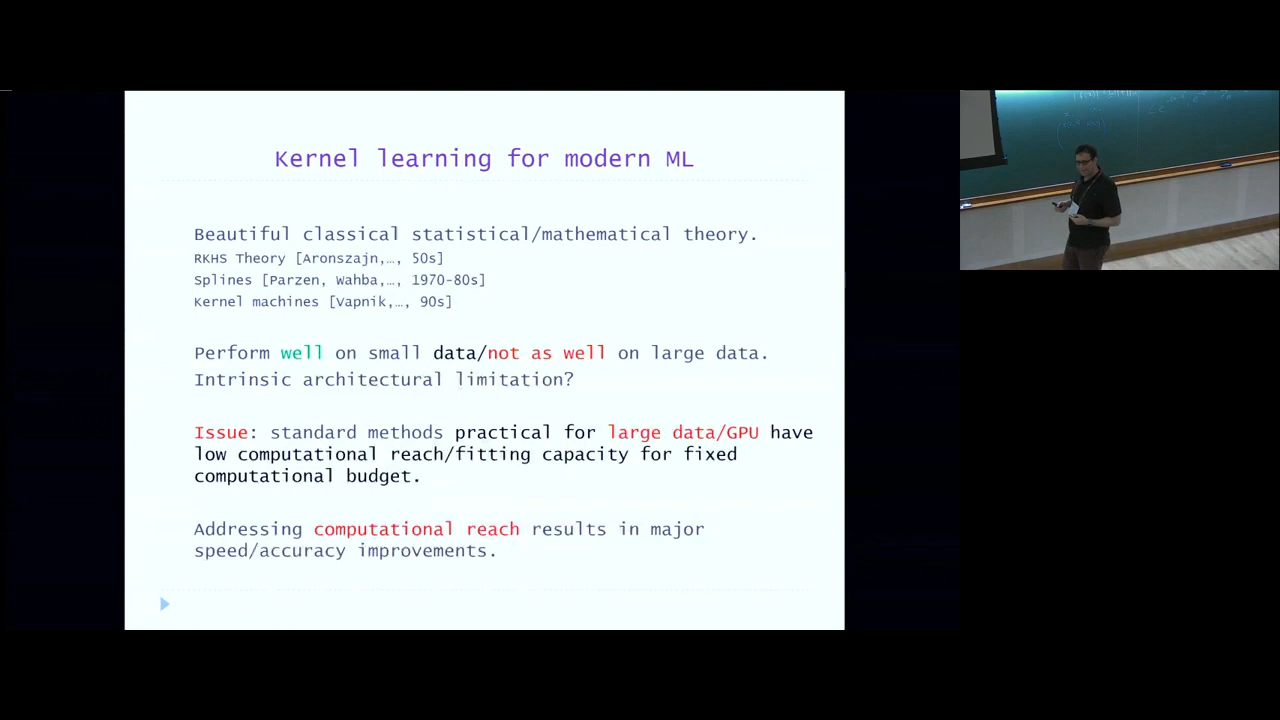 Kernel learning for modern ML
Beautiful classical statistical/mathematical theory.
RKHS Theory [Aronszajn,…, 50s]
Splines [Parzen, Wahba,…, 1970-80s]
Kernel machines [Vapnik,…, 90s]
Perform well on small data/not as well on large data.
Intrinsic architectural limitation?
Issue: standard methods practical for large data/GPU have
low computational reach/fitting capacity for fixed
computational budget.
Addressing computational reach results in major
speed/accuracy improvements.